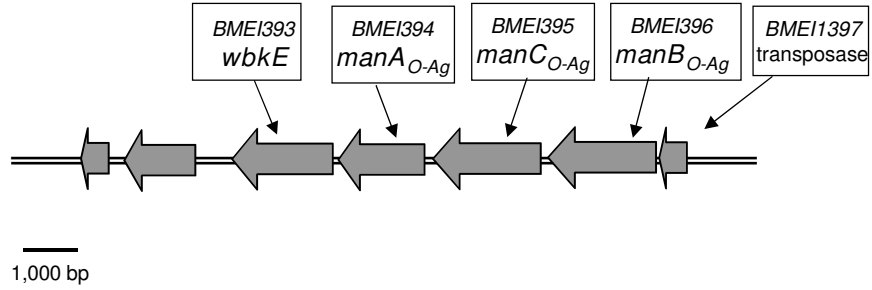 BMEI393
wbkE
BMEI394
manA O-Ag
BMEI395
manC O-Ag
BMEI396
manB O-Ag
BMEI1397
transposase
1,000 bp